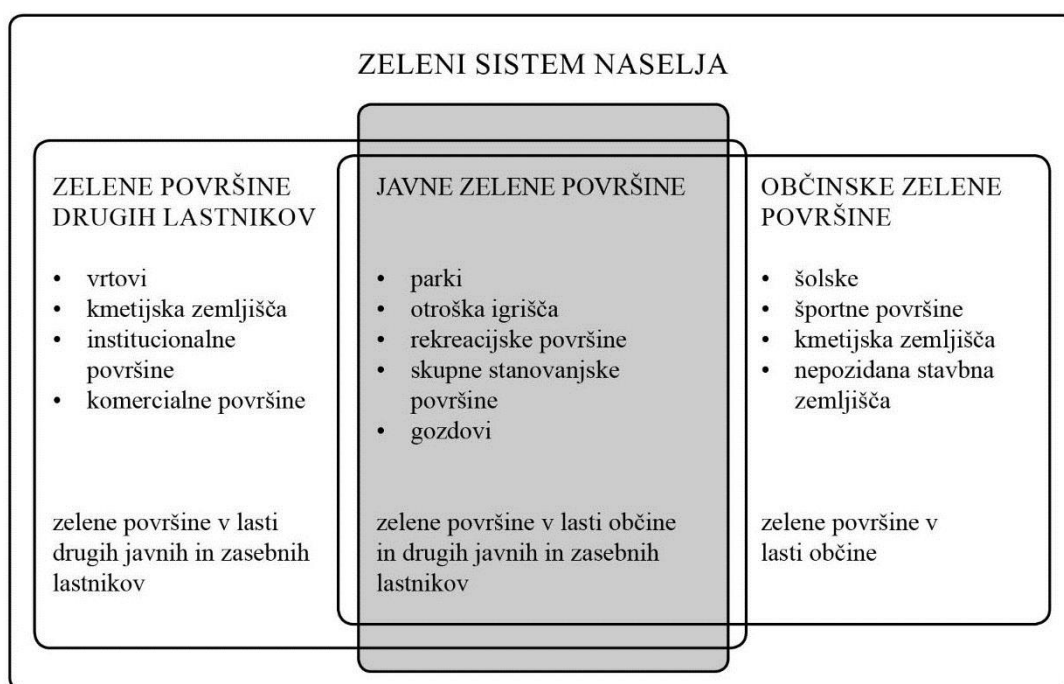 ZELENI SISTEM NASELJA
ZELENE POVRŠINE
DRUGIH LASTNIKOV
• vrtovi
• kmetijska zemljišča
• institucionalne
površine
• komercialne površine
zelene površine v lasti
drugih javnih in zasebnih
lastnikov
JAVNE ZELENE POVRŠINE
• parki
• otroška igrišča
• rekreacijske površine
• skupne stanovanjske
površine
• gozdovi
zelene površine v lasti občine
in drugih javnih in zasebnih
lastnikov
OBČINSKE ZELENE
POVRŠINE
• šolske
• športne površine
• kmetijska zemljišča
• nepozidana stavbna
zemljišča
zelene površine v
lasti občine